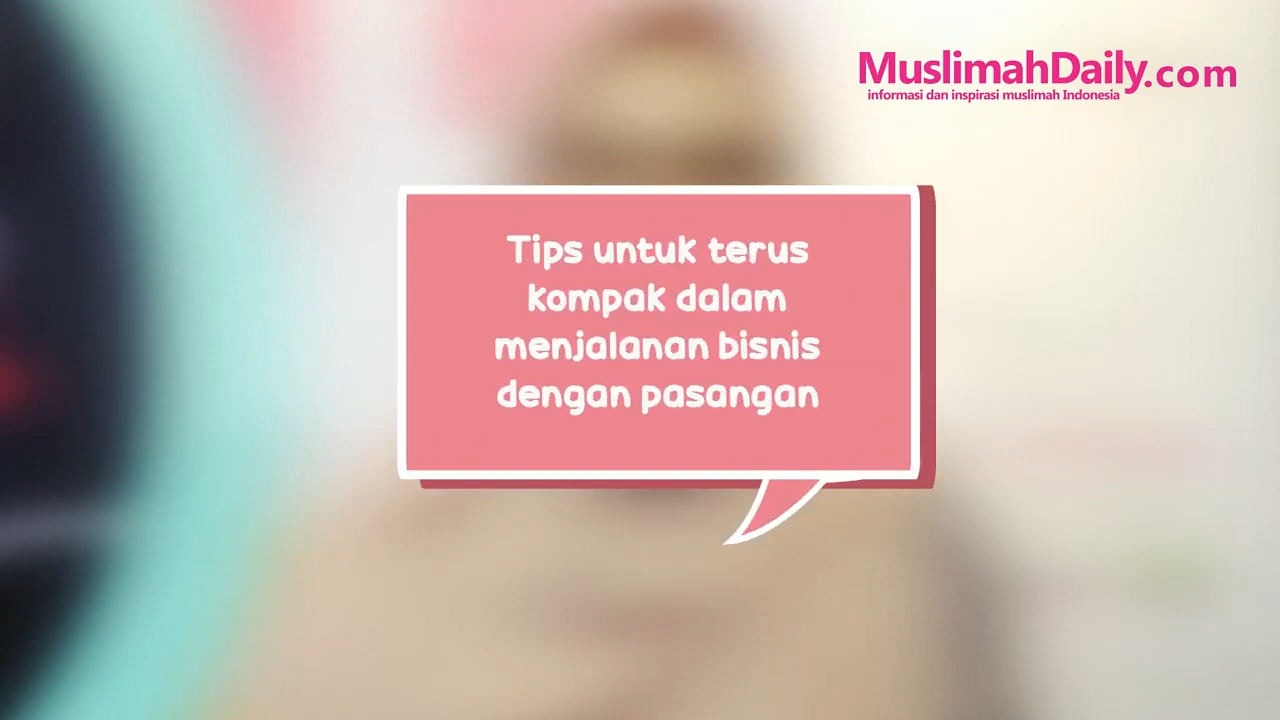 MuslimahDaily.com
informasi dan inspirasi muslimah Indonesia
Tips untuk terus
kompak dalam
menjalanan bisnis
dengan pasangan